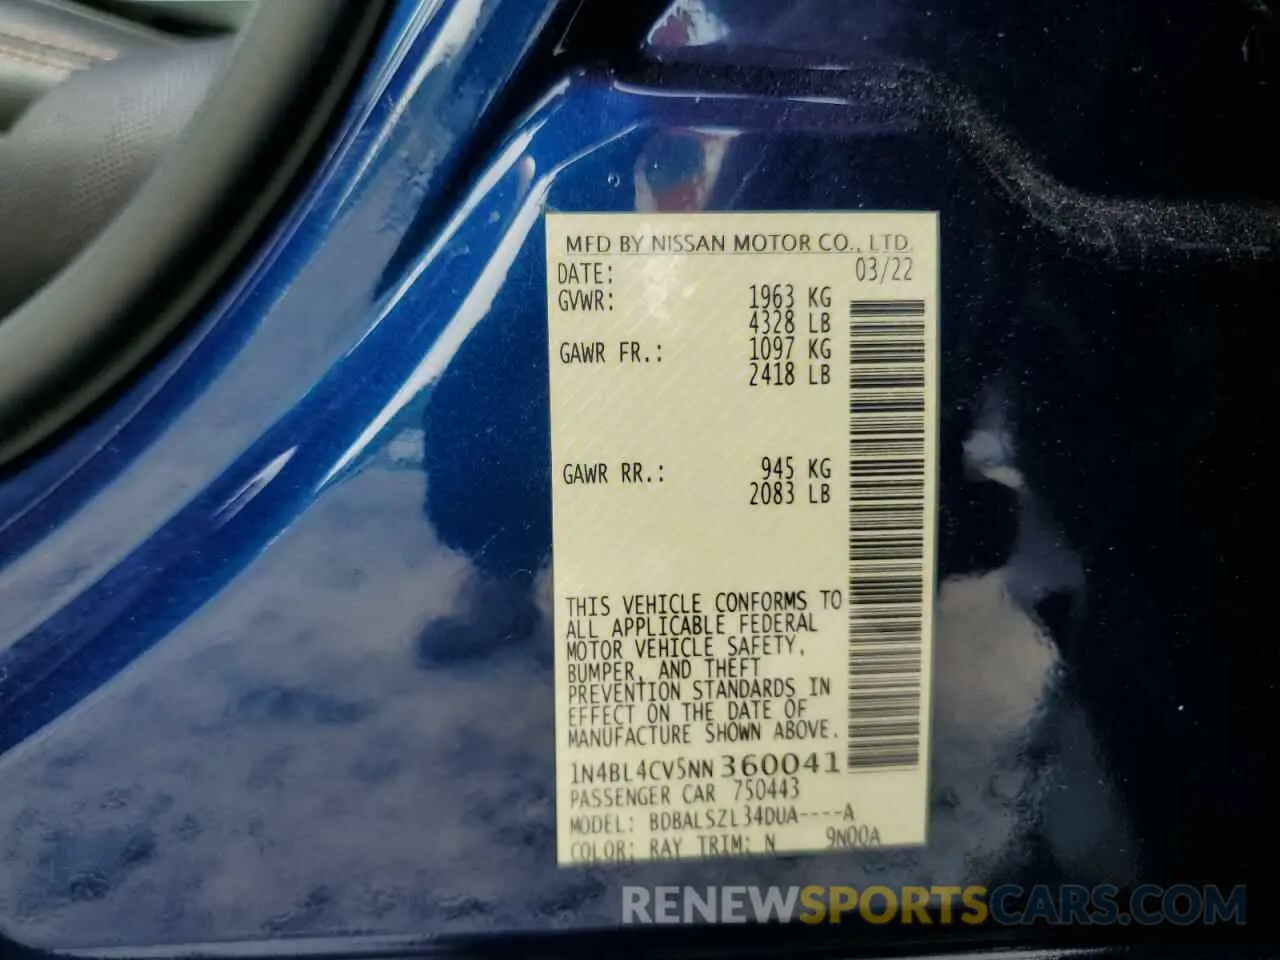 MFD BY NISSAN MOTOR CO., LTD.
DATE: 03/22
GVWR: 1963 KG
4328 LB
GAWR FR.: 1097 KG
2418 LB
GAWR RR.: 945 KG
2083 LB
THIS VEHICLE CONFORMS TO
ALL APPLICABLE FEDERAL
MOTOR VEHICLE SAFETY,
BUMPER, AND THEFT
PREVENTION STANDARDS IN
EFFECT ON THE DATE OF
MANUFACTURE SHOWN ABOVE.
1N4BL4CV5NN360041
PASSENGER CAR 750443
MODEL: BDBALSZL34DUA----A
COLOR: RAY TRIM: N 9N00A
RENEWSPORTSCARS.COM